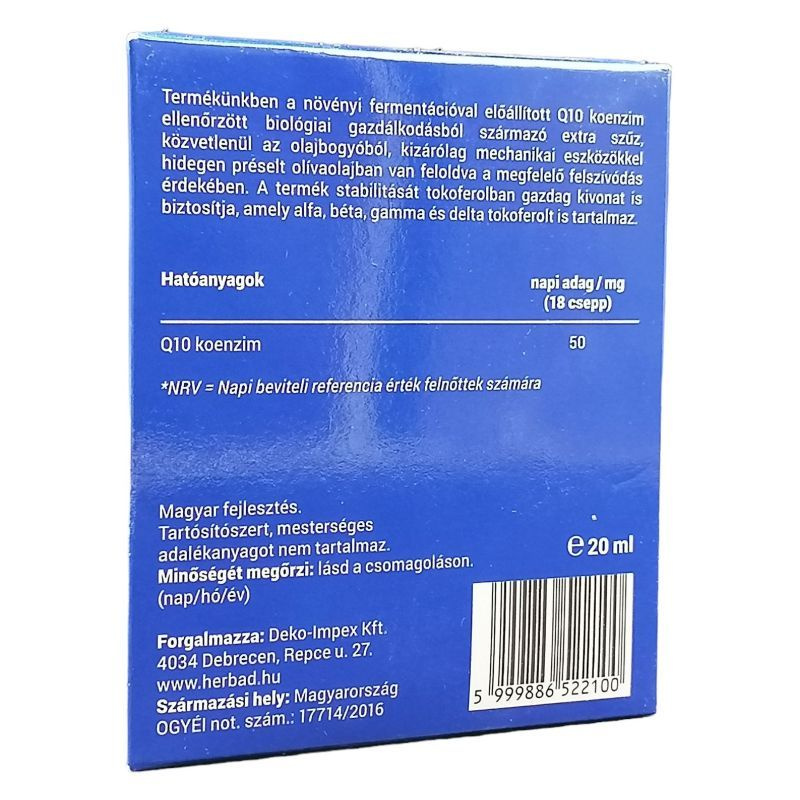 Termékünkben a növényi fermentációval előállított Q10 koenzim
ellenőrzött biológiai gazdálkodásból származó extra szűz,
közvetlenül az olajbogyóból, kizárólag mechanikai eszközökkel
hidegen préselt olívaolajban van feloldva a megfelelő felszívódás
érdekében. A termék stabilitását tokoferolban gazdag kivonat is
biztosítja, amely alfa, béta, gamma és delta tokoferolt is tartalmaz.
Hatóanyagok napi adag / mg
(18 csepp)
Q10 koenzim 50
*NRV = Napi beviteli referencia érték felnőttek számára
Magyar fejlesztés.
Tartósítószert, mesterséges
adalékanyagot nem tartalmaz.
Minőségét megőrzi: lásd a csomagoláson.
(nap/hó/év)
℮ 20 ml
Forgalmazza: Deko-Impex Kft.
4034 Debrecen, Repce u. 27.
www.herbad.hu
Származási hely: Magyarország
OGYÉI not. szám.: 17714/2016
5 999886 522100